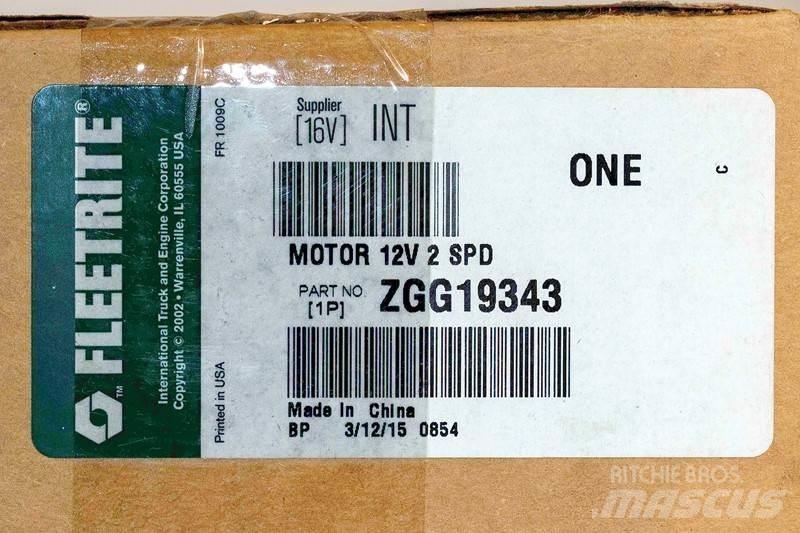 FLEETRITE®
TM
International Truck and Engine Corporation
Copyright © 2002 • Warrenville, IL 60555 USA
FR 1009C
Printed in USA
Supplier
[16V] INT
ONE
C
MOTOR 12V 2 SPD
PART NO. ZGG19343
[1P]
Made In China
BP 3/12/15 0854
RITCHIE BROS.
MASCUS